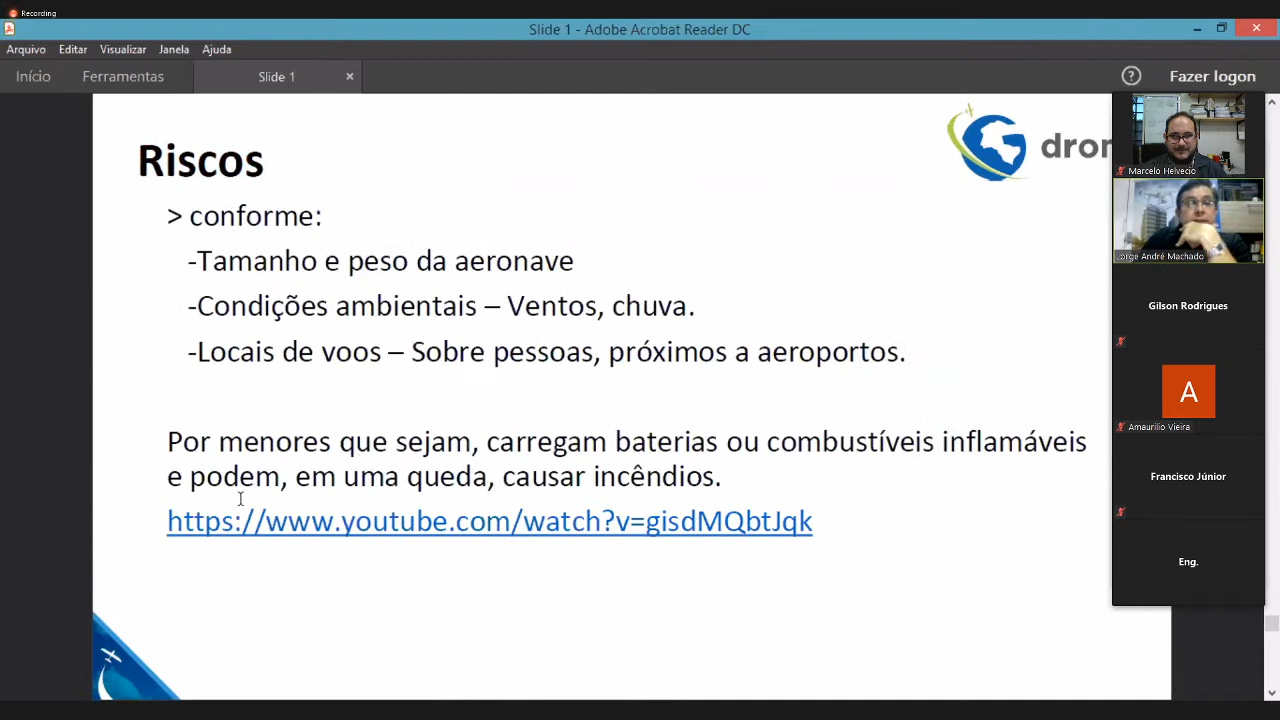 Recording
Slide 1 - Adobe Acrobat Reader DC
Arquivo Editar Visualizar Janela Ajuda
Início Ferramentas Slide 1 × ? Fazer logon
dron
Riscos
> conforme:
-Tamanho e peso da aeronave
-Condições ambientais – Ventos, chuva.
-Locais de voos – Sobre pessoas, próximos a aeroportos.
Por menores que sejam, carregam baterias ou combustíveis inflamáveis
e podem, em uma queda, causar incêndios.
https://www.youtube.com/watch?v=gisdMQbtJqk
Marcelo Helvecio
Jorge André Machado
Gilson Rodrigues
A
Amaurilio Vieira
Francisco Júnior
Eng.